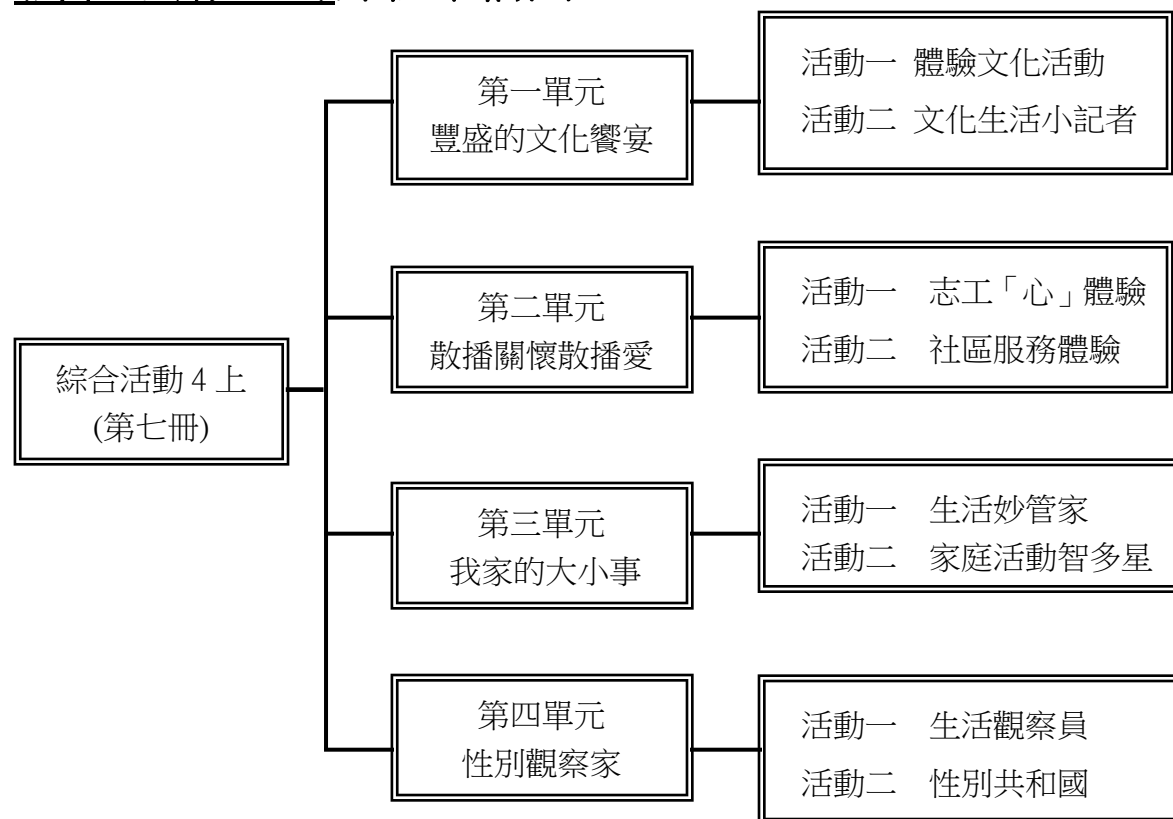 第一單元
豐盛的文化饗宴
活動一 體驗文化活動
活動二 文化生活小記者
第二單元
散播關懷散播愛
活動一 志工「心」體驗
活動二 社區服務體驗
綜合活動 4 上
(第七冊)
第三單元
我家的大小事
活動一 生活妙管家
活動二 家庭活動智多星
第四單元
性別觀察家
活動一 生活觀察員
活動二 性別共和國